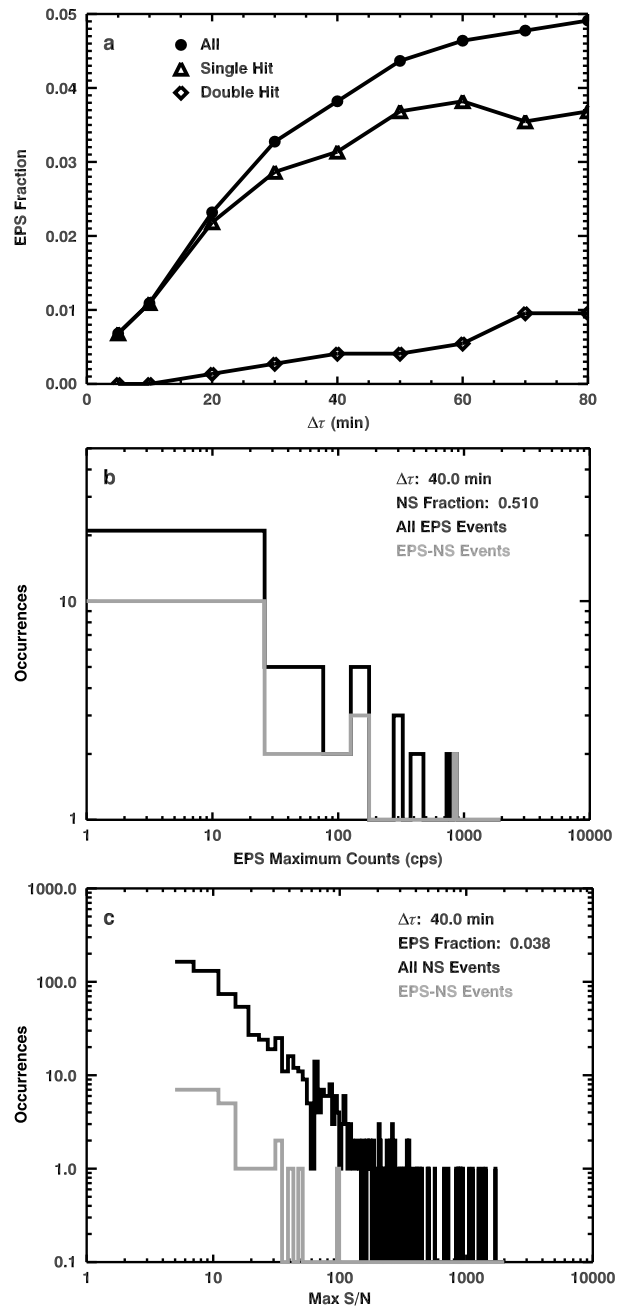 0.05
a
All
Single Hit
Double Hit
0.04
0.03
0.02
0.01
0.00
EPS Fraction
0 20 40 60 80
Δτ (min)
b
Δτ: 40.0 min
NS Fraction: 0.510
All EPS Events
EPS-NS Events
10
1
Occurrences
1 10 100 1000 10000
EPS Maximum Counts (cps)
1000.0
c
Δτ: 40.0 min
EPS Fraction: 0.038
All NS Events
EPS-NS Events
100.0
10.0
1.0
0.1
Occurrences
1 10 100 1000 10000
Max S/N